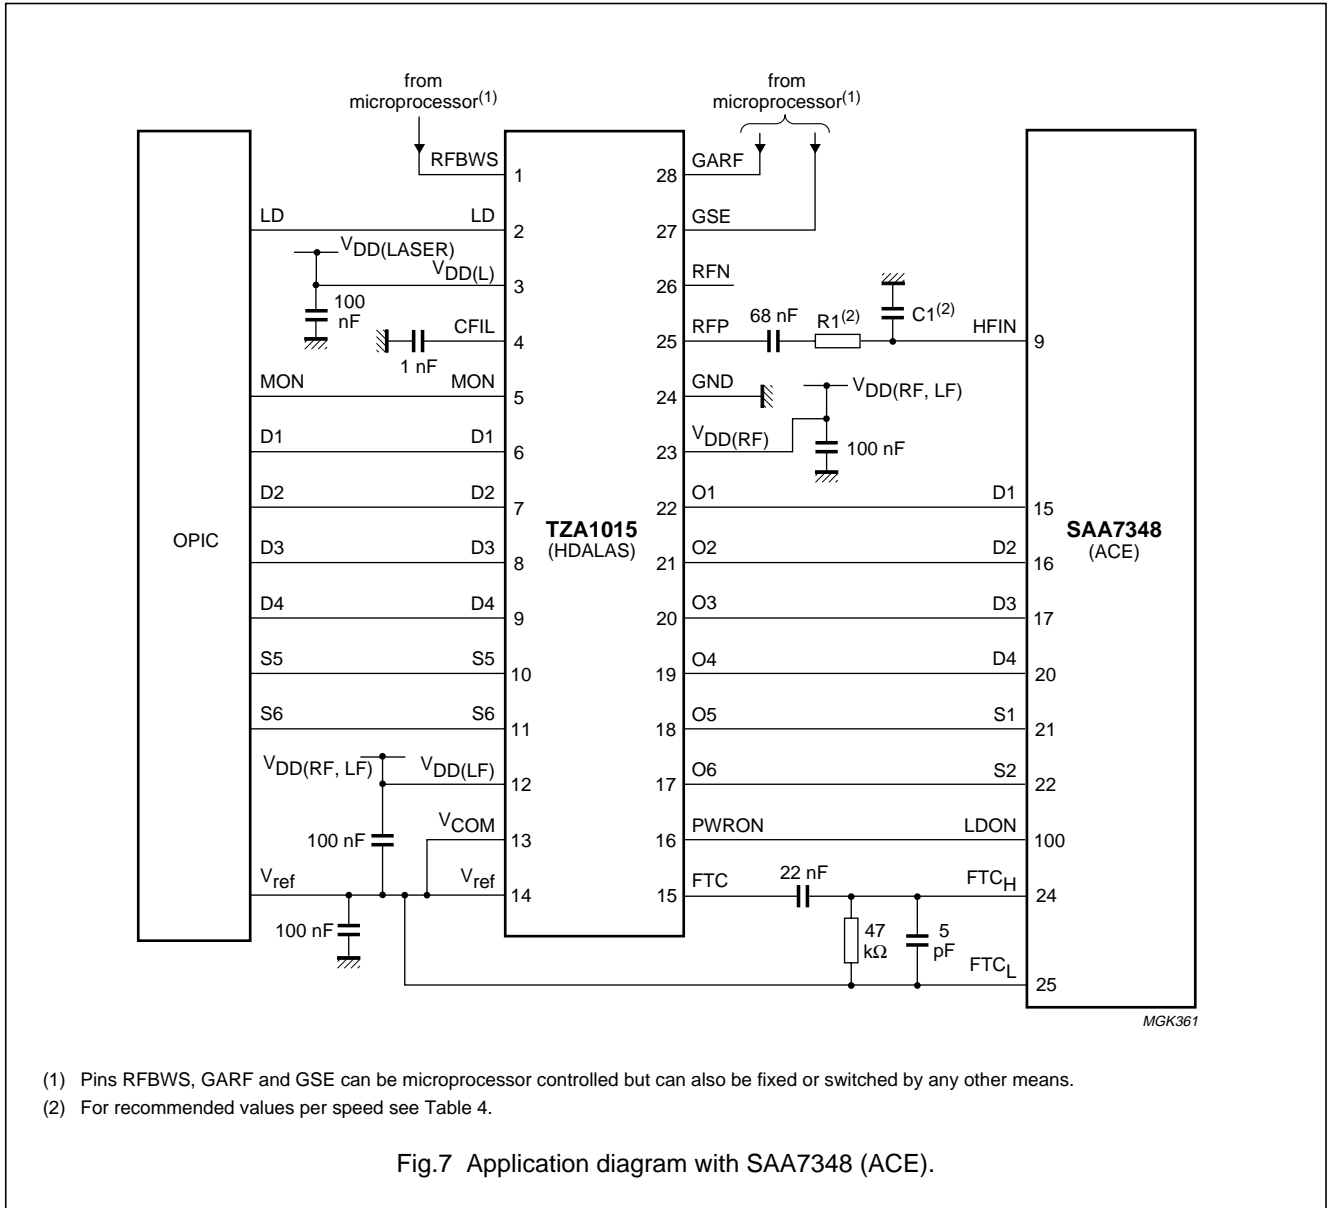 from
microprocessor(1)
from
microprocessor(1)
RFBWS
1
28
GARF
LD
LD
2
27
GSE
VDD(LASER)
VDD(L)
3
26
RFN
100
nF
CFIL
4
1 nF
25
RFP
68 nF
R1(2)
C1(2)
HFIN
9
MON
MON
5
24
GND
VDD(RF, LF)
D1
D1
6
23
VDD(RF)
100 nF
D2
D2
7
22
O1
D1
15
OPIC
D3
D3
8
TZA1015
(HDALAS)
21
O2
D2
16
SAA7348
(ACE)
D4
D4
9
20
O3
D3
17
S5
S5
10
19
O4
D4
20
S6
S6
11
18
O5
S1
21
VDD(RF, LF)
VDD(LF)
12
17
O6
S2
22
100 nF
VCOM
13
16
PWRON
LDON
100
Vref
Vref
14
15
FTC
22 nF
FTCH
24
100 nF
47
kΩ
5
pF
FTCL
25
MGK361
(1) Pins RFBWS, GARF and GSE can be microprocessor controlled but can also be fixed or switched by any other means.
(2) For recommended values per speed see Table 4.
Fig.7 Application diagram with SAA7348 (ACE).